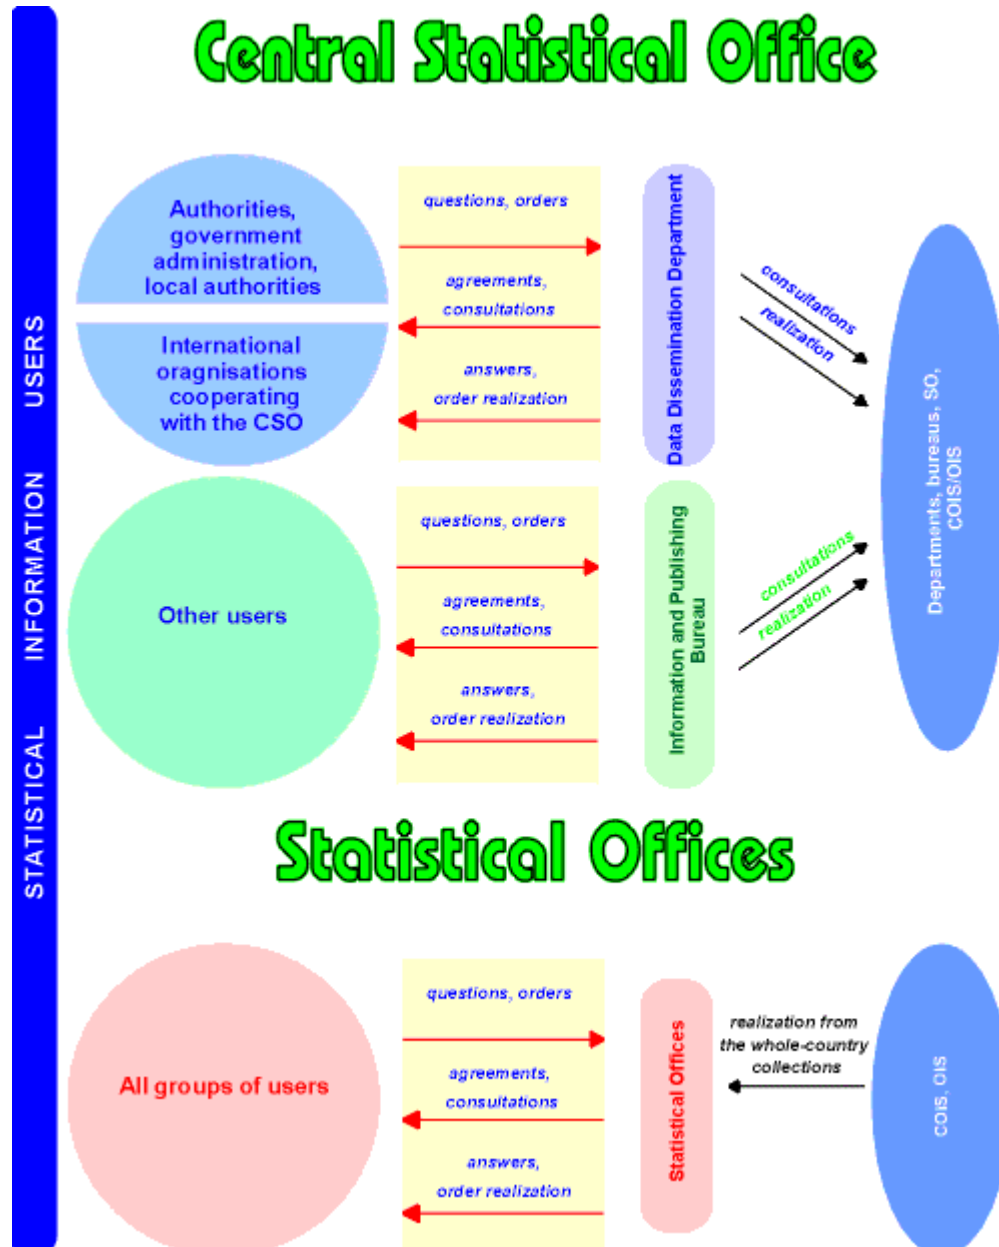 Central Statistical Office
STATISTICAL INFORMATION USERS
Authorities,
government
administration,
local authorities
International
oragnisations
cooperating
with the CSO
questions, orders
agreements,
consultations
answers,
order realization
Data Dissemination Department
consultations
realization
Departments, bureaus, SO,
COIS/OIS
Other users
questions, orders
agreements,
consultations
answers,
order realization
Information and Publishing
Bureau
consultations
realization
Statistical Offices
All groups of users
questions, orders
agreements,
consultations
answers,
order realization
Statistical Offices
realization from
the whole-country
collections
COIS, OIS